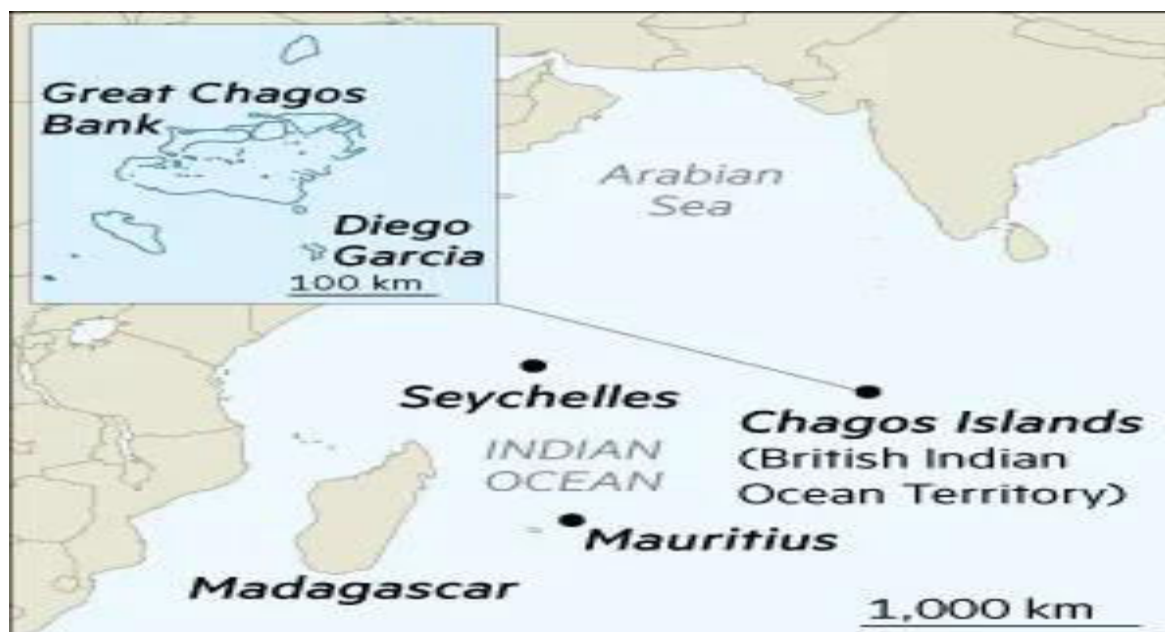 Great Chagos
Bank
Diego
Garcia
100 km
Arabian
Sea
Seychelles
INDIAN
OCEAN
Chagos Islands
(British Indian
Ocean Territory)
Mauritius
Madagascar
1,000 km